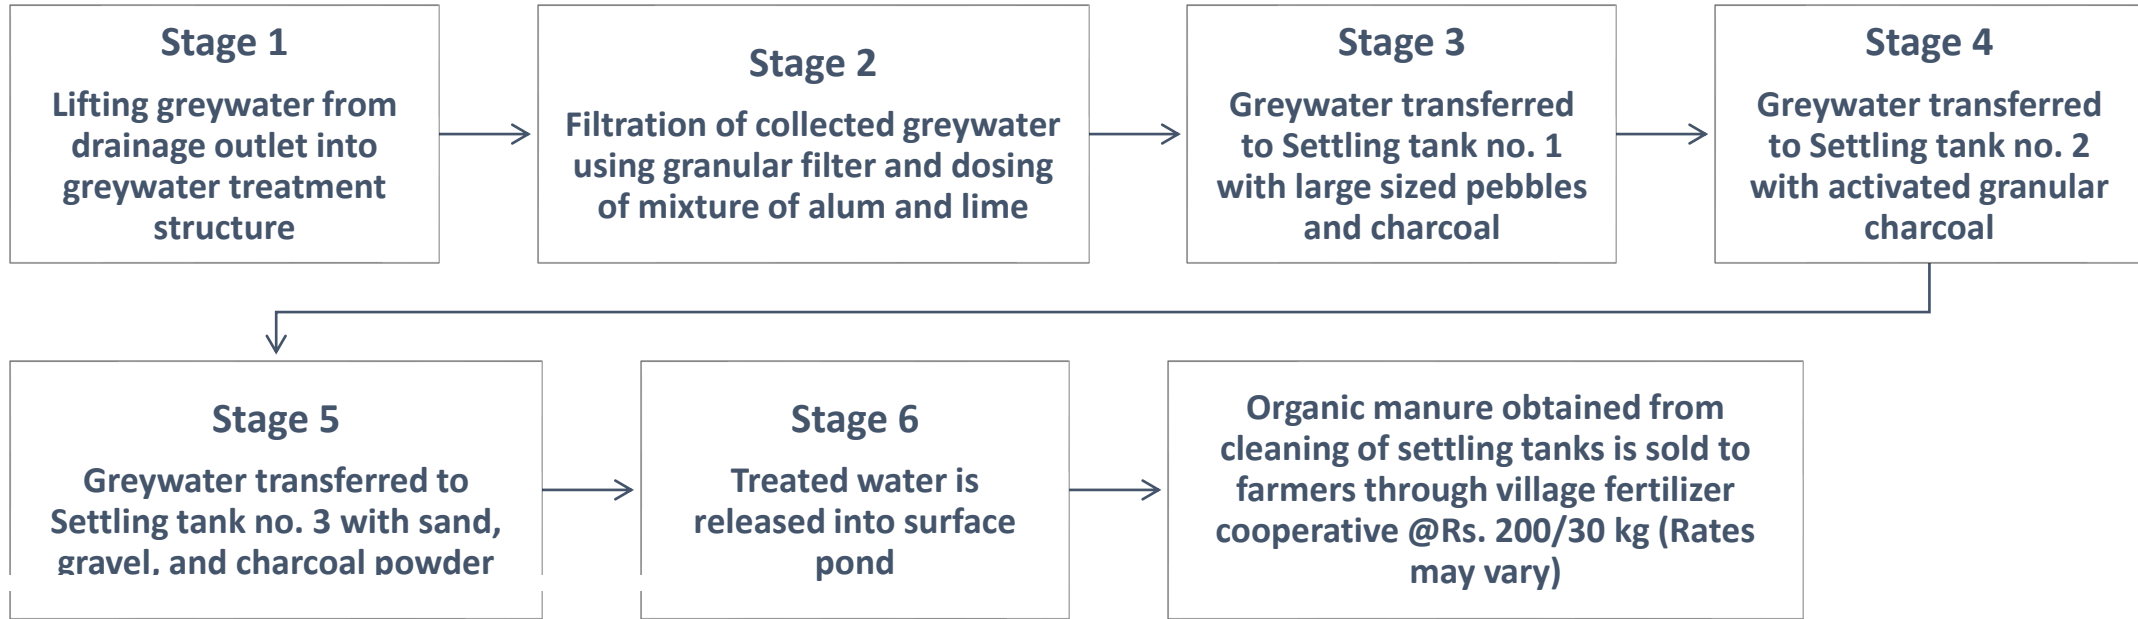 Stage 1
Lifting greywater from
drainage outlet into
greywater treatment
structure
Stage 2
Filtration of collected greywater
using granular filter and dosing
of mixture of alum and lime
Stage 3
Greywater transferred
to Settling tank no. 1
with large sized pebbles
and charcoal
Stage 4
Greywater transferred
to Settling tank no. 2
with activated granular
charcoal
Stage 5
Greywater transferred to
Settling tank no. 3 with sand,
gravel, and charcoal powder
Stage 6
Treated water is
released into surface
pond
Organic manure obtained from
cleaning of settling tanks is sold to
farmers through village fertilizer
cooperative @Rs. 200/30 kg (Rates
may vary)